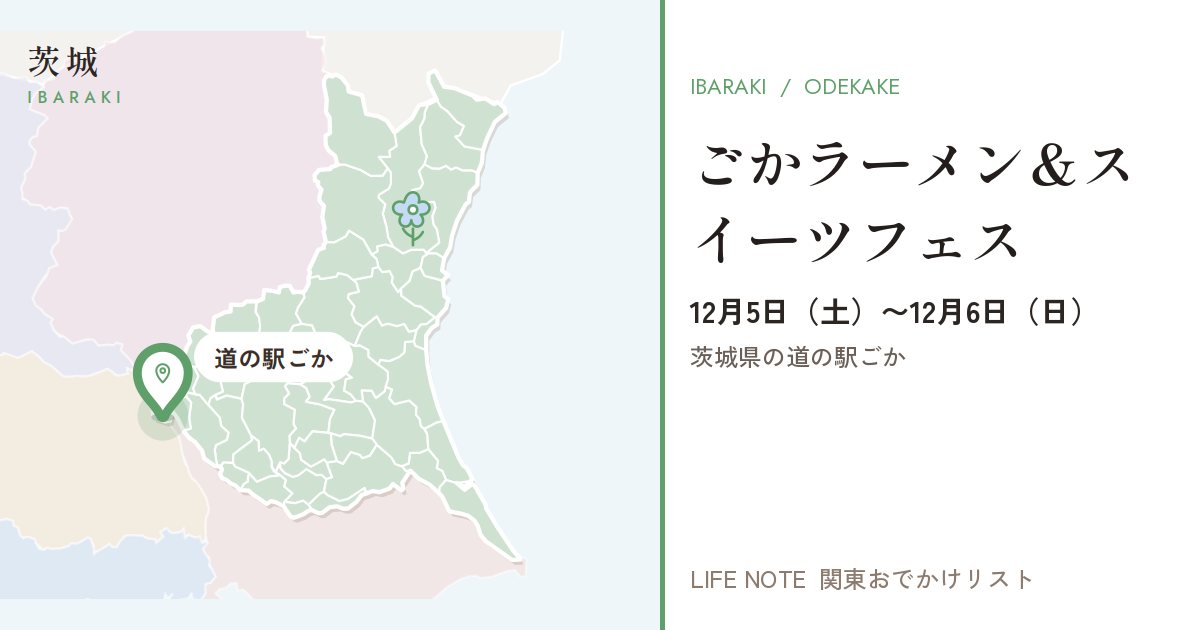 茨城
IBARAKI
道の駅ごか
IBARAKI / ODEKAKE
ごかラーメン&ス
イーツフェス
12月5日（土）〜12月6日（日）
茨城県の道の駅ごか
LIFE NOTE 関東おでかけリスト